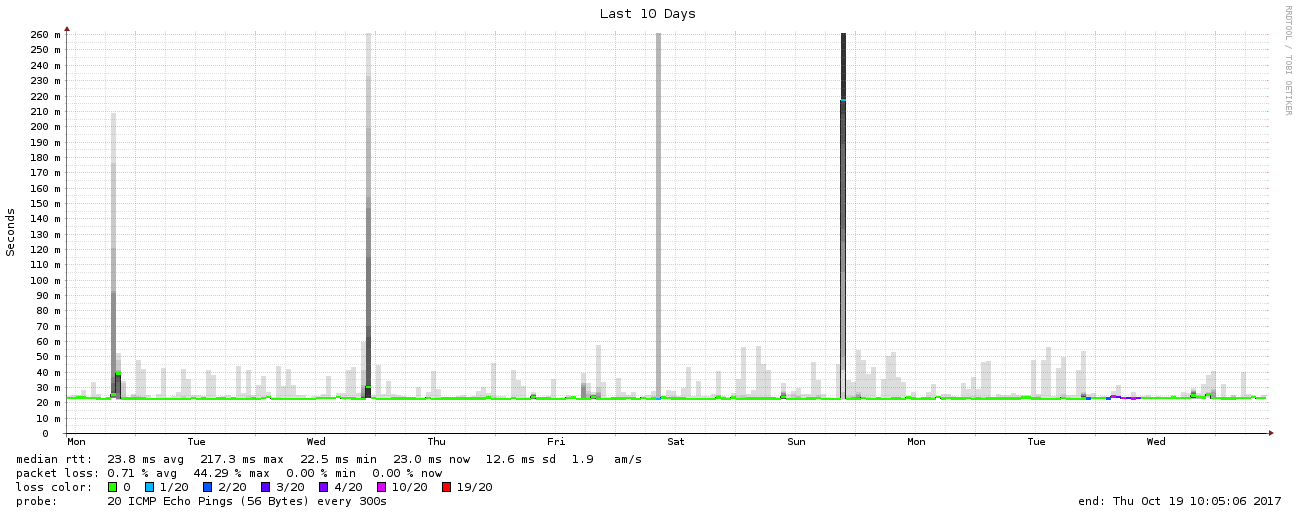 Last 10 Days
RRDTOOL / TOBI OETIKER
Seconds
260 m
250 m
240 m
230 m
220 m
210 m
200 m
190 m
180 m
170 m
160 m
150 m
140 m
130 m
120 m
110 m
100 m
90 m
80 m
70 m
60 m
50 m
40 m
30 m
20 m
10 m
0
Mon Tue Wed Thu Fri Sat Sun Mon Tue Wed
median rtt: 23.8 ms avg 217.3 ms max 22.5 ms min 23.0 ms now 12.6 ms sd 1.9 am/s
packet loss: 0.71 % avg 44.29 % max 0.00 % min 0.00 % now
loss color: 0 1/20 2/20 3/20 4/20 10/20 19/20
probe: 20 ICMP Echo Pings (56 Bytes) every 300s end: Thu Oct 19 10:05:06 2017